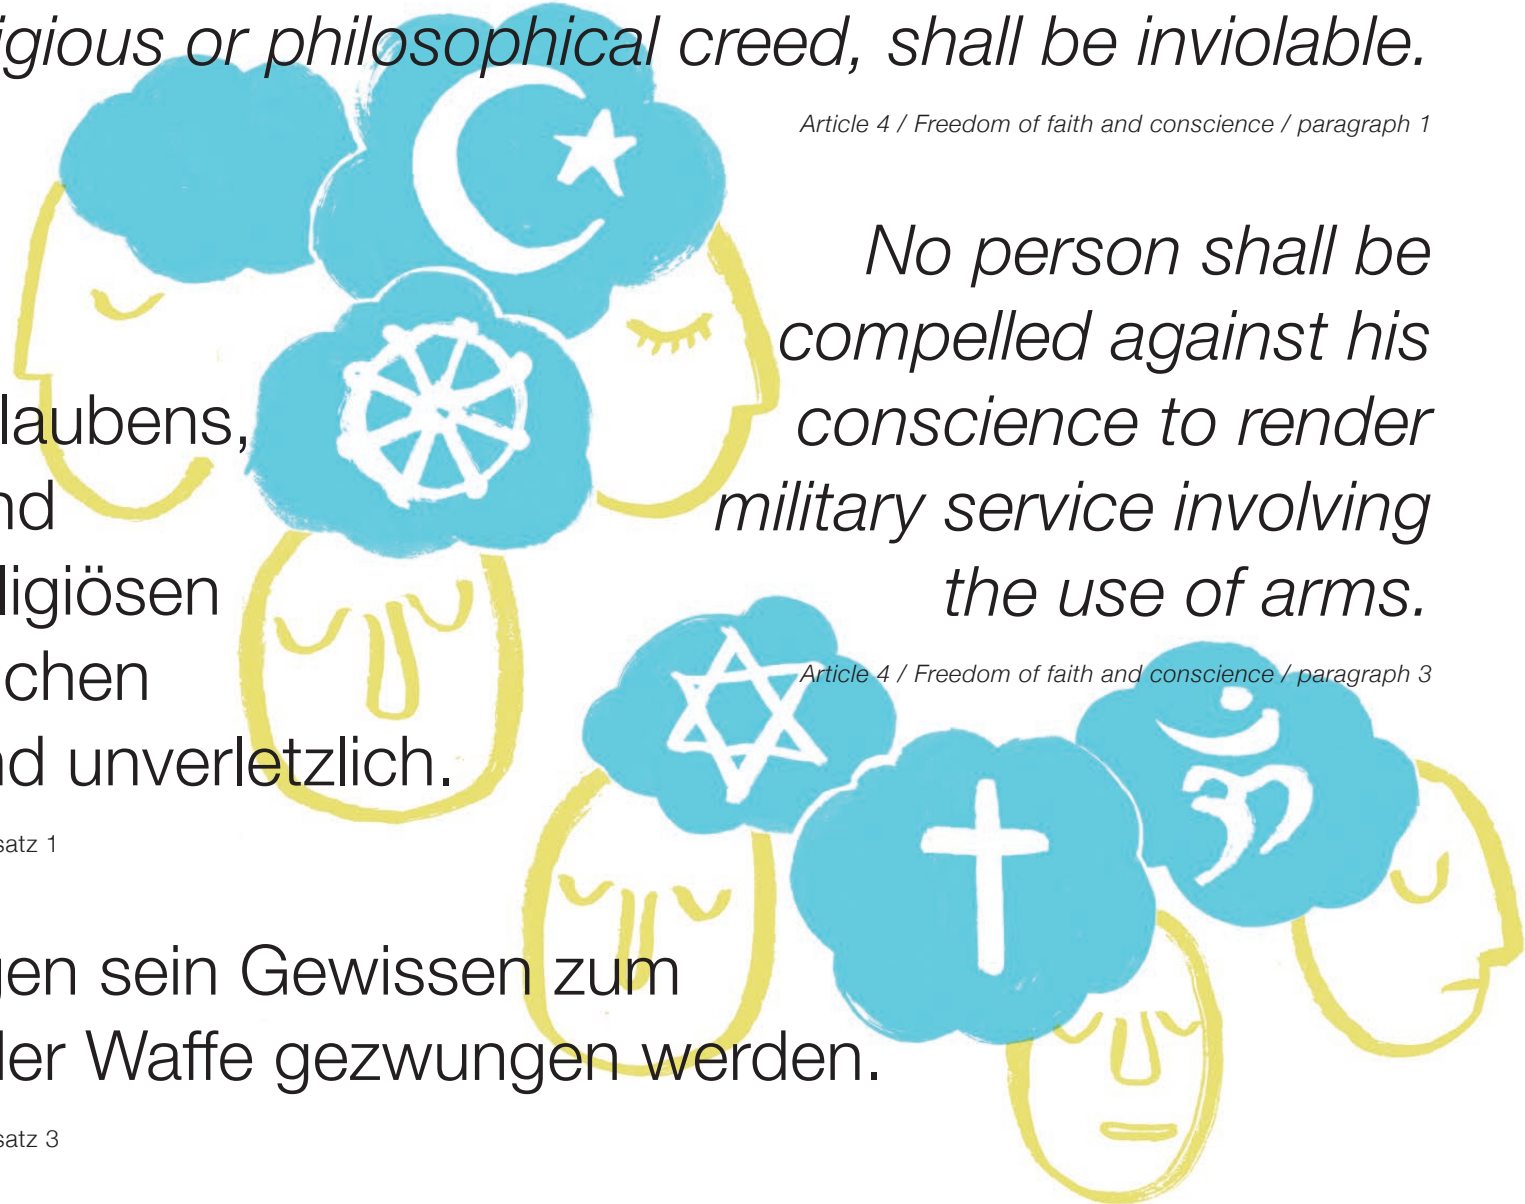 igious or philosophical creed, shall be inviolable.
Article 4 / Freedom of faith and conscience / paragraph 1
No person shall be
compelled against his
conscience to render
military service involving
the use of arms.
Article 4 / Freedom of faith and conscience / paragraph 3
laubens,
nd
ligiösen
ichen
nd unverletzlich.
satz 1
gen sein Gewissen zum
der Waffe gezwungen werden.
satz 3